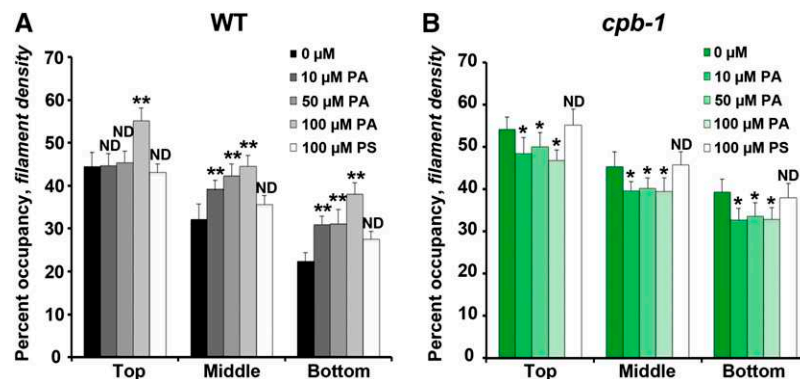 A
WT
Percent occupancy, filament density
70
60
50
40
30
20
10
0
0 µM
10 µM PA
50 µM PA
100 µM PA
100 µM PS
ND
ND
**
ND
**
**
**
ND
**
**
**
ND
Top
Middle
Bottom
B
cpb-1
Percent occupancy, filament density
70
60
50
40
30
20
10
0
0 µM
10 µM PA
50 µM PA
100 µM PA
100 µM PS
*
*
*
ND
*
*
*
ND
*
*
*
ND
Top
Middle
Bottom